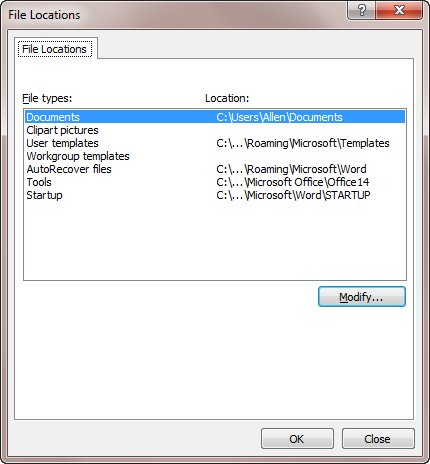 File Locations
?
File Locations
File types: Location:
Documents C:\Users\Allen\Documents
Clipart pictures
User templates C:\...\Roaming\Microsoft\Templates
Workgroup templates
AutoRecover files C:\...\Roaming\Microsoft\Word
Tools C:\...\Microsoft Office\Office14
Startup C:\...\Microsoft\Word\STARTUP
Modify...
OK Close